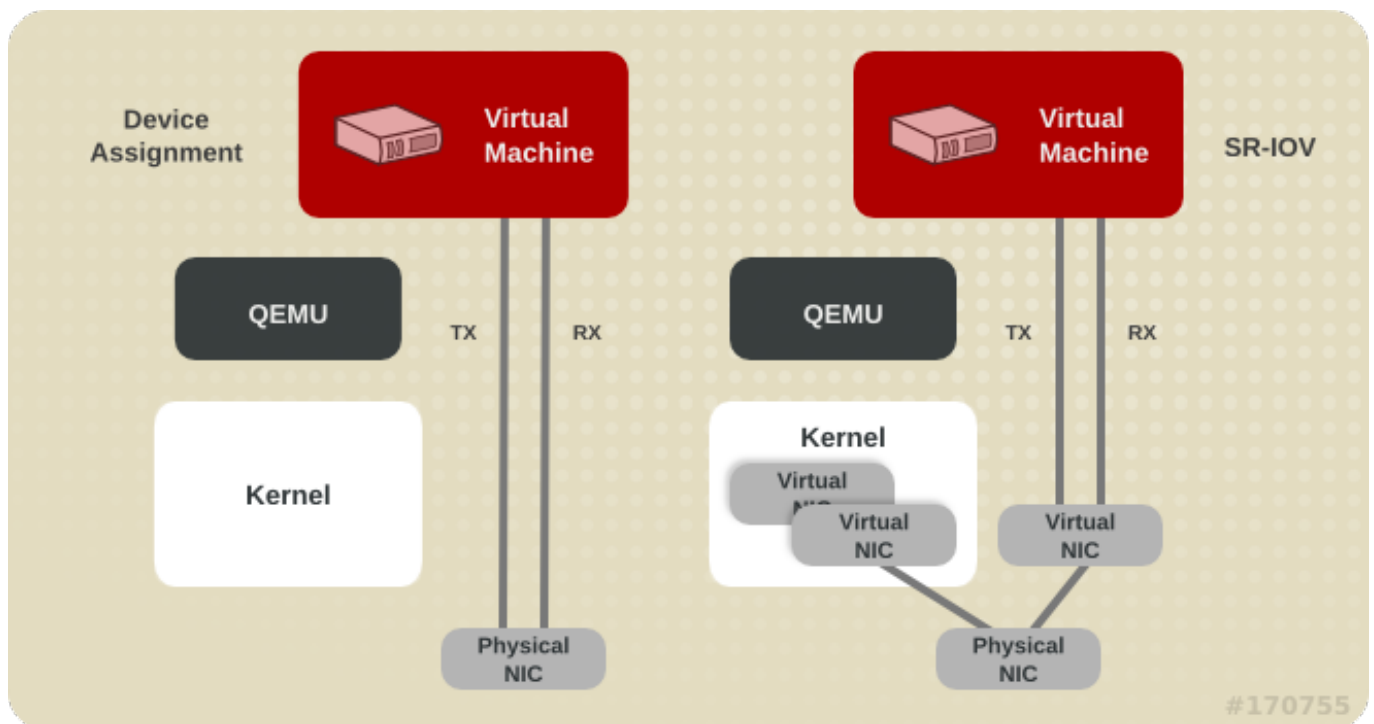 Device
Assignment
Virtual
Machine
QEMU
TX
RX
Kernel
Physical
NIC
Virtual
Machine
SR-IOV
QEMU
TX
RX
Kernel
Virtual
NIC
Virtual
NIC
Virtual
NIC
Physical
NIC
#170755